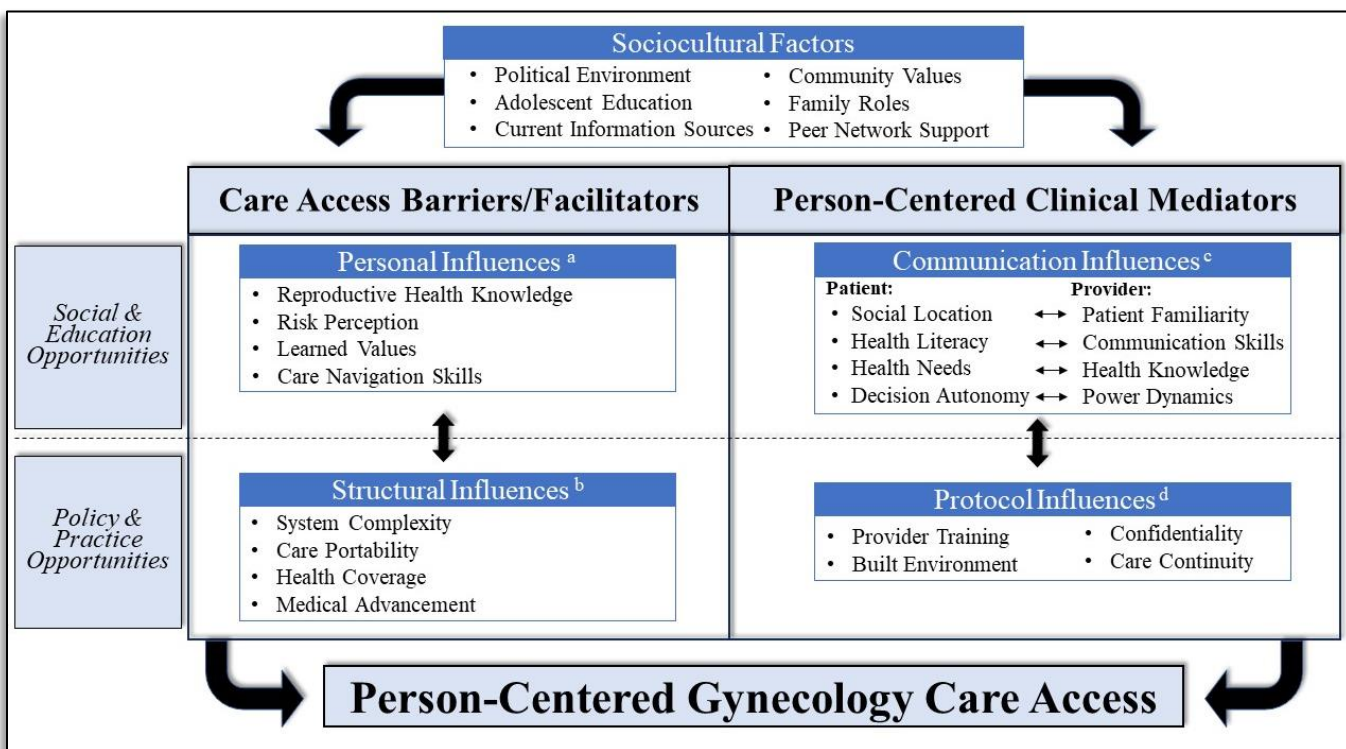 Sociocultural Factors
• Political Environment
• Adolescent Education
• Current Information Sources
• Community Values
• Family Roles
• Peer Network Support
Care Access Barriers/Facilitators
Person-Centered Clinical Mediators
Social &
Education
Opportunities
Personal Influences a
• Reproductive Health Knowledge
• Risk Perception
• Learned Values
• Care Navigation Skills
Communication Influences c
Patient: Provider:
• Social Location ↔ Patient Familiarity
• Health Literacy ↔ Communication Skills
• Health Needs ↔ Health Knowledge
• Decision Autonomy ↔ Power Dynamics
Policy &
Practice
Opportunities
Structural Influences b
• System Complexity
• Care Portability
• Health Coverage
• Medical Advancement
Protocol Influences d
• Provider Training
• Built Environment
• Confidentiality
• Care Continuity
Person-Centered Gynecology Care Access